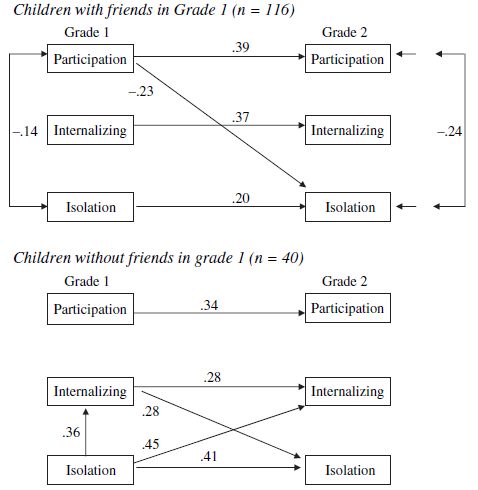 Children with friends in Grade 1 (n = 116)
Grade 1 Grade 2
.39
Participation Participation
–.23
.37
–.14 Internalizing Internalizing –.24
.20
Isolation Isolation
Children without friends in grade 1 (n = 40)
Grade 1 Grade 2
Participation .34 Participation
.28
Internalizing Internalizing
.28
.36
.45
.41
Isolation Isolation